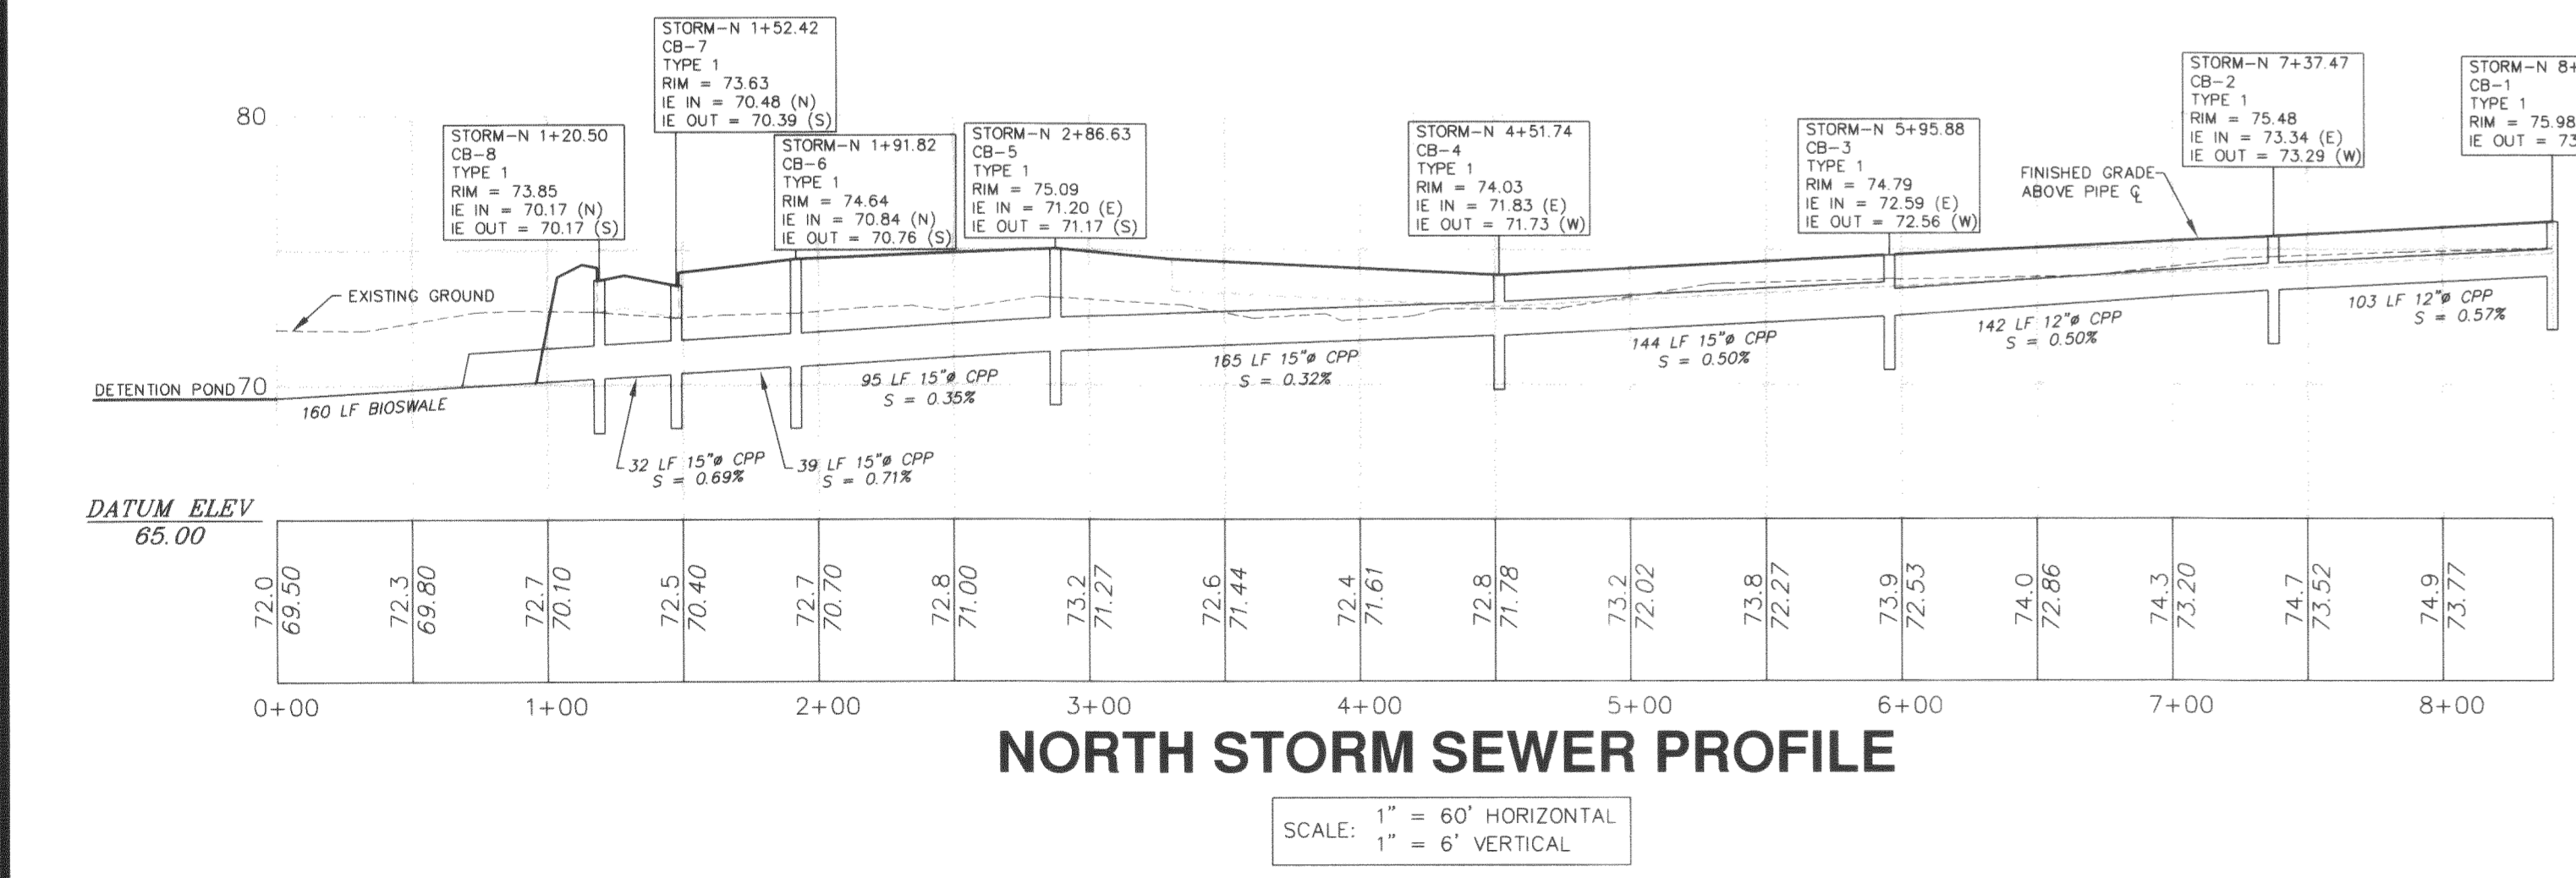 STORM-N 1+52.42
CB-7
TYPE 1
RIM = 73.63
IE IN = 70.48 (N)
IE OUT = 70.39 (S)
80
STORM-N 1+20.50
CB-8
TYPE 1
RIM = 73.85
IE IN = 70.17 (N)
IE OUT = 70.17 (S)
STORM-N 1+91.82
CB-6
TYPE 1
RIM = 74.64
IE IN = 70.84 (N)
IE OUT = 70.76 (S)
STORM-N 2+86.63
CB-5
TYPE 1
RIM = 75.09
IE IN = 71.20 (E)
IE OUT = 71.17 (S)
STORM-N 4+51.74
CB-4
TYPE 1
RIM = 74.03
IE IN = 71.83 (E)
IE OUT = 71.73 (W)
STORM-N 5+95.88
CB-3
TYPE 1
RIM = 74.79
IE IN = 72.59 (E)
IE OUT = 72.56 (W)
STORM-N 7+37.47
CB-2
TYPE 1
RIM = 75.48
IE IN = 73.34 (E)
IE OUT = 73.29 (W)
STORM-N 8+
CB-1
TYPE 1
RIM = 75.98
IE OUT = 73
FINISHED GRADE
ABOVE PIPE ℄
EXISTING GROUND
DETENTION POND 70
160 LF BIOSWALE
32 LF 15"ø CPP
S = 0.69%
39 LF 15"ø CPP
S = 0.71%
95 LF 15"ø CPP
S = 0.35%
165 LF 15"ø CPP
S = 0.32%
144 LF 15"ø CPP
S = 0.50%
142 LF 12"ø CPP
S = 0.50%
103 LF 12"ø CPP
S = 0.57%
DATUM ELEV
65.00
72.0
69.50
72.3
69.80
72.7
70.10
72.5
70.40
72.7
70.70
72.8
71.00
73.2
71.27
72.6
71.44
72.4
71.61
72.8
71.78
73.2
72.02
73.8
72.27
73.9
72.53
74.0
72.86
74.3
73.20
74.7
73.52
74.9
73.77
0+00
1+00
2+00
3+00
4+00
5+00
6+00
7+00
8+00
NORTH STORM SEWER PROFILE
SCALE:
1" = 60' HORIZONTAL
1" = 6' VERTICAL